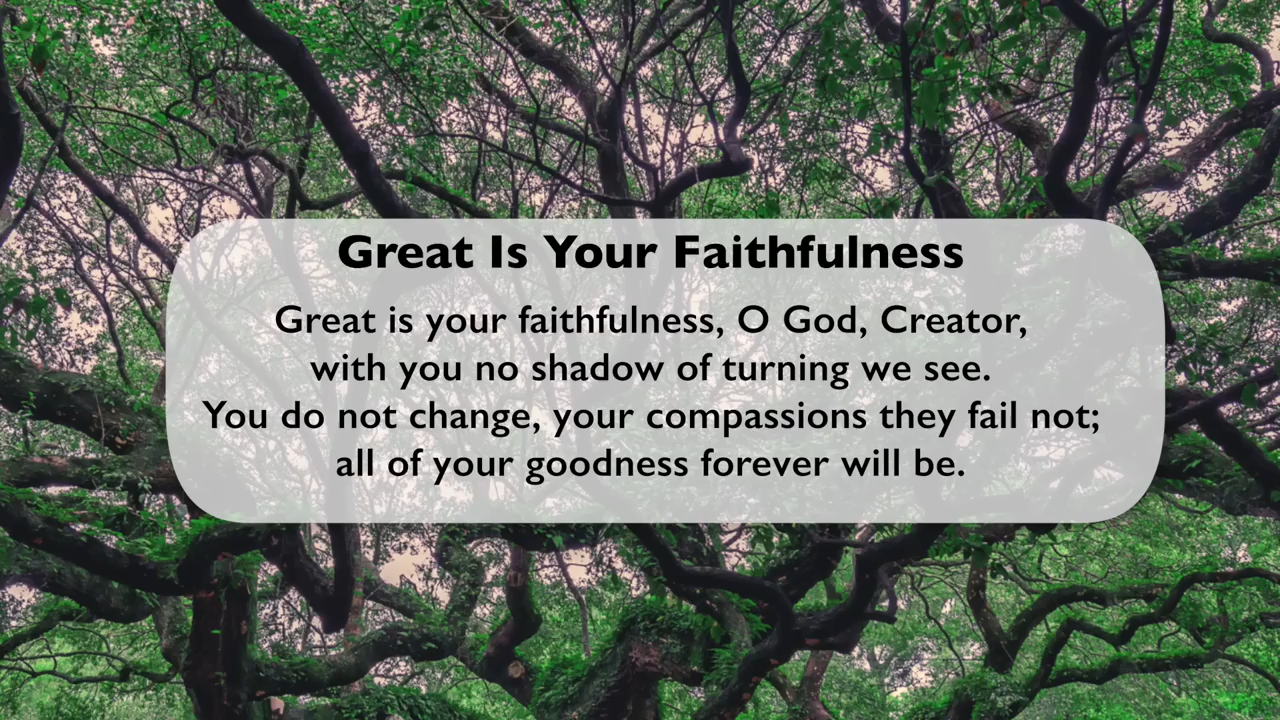 Great Is Your Faithfulness
Great is your faithfulness, O God, Creator,
with you no shadow of turning we see.
You do not change, your compassions they fail not;
all of your goodness forever will be.